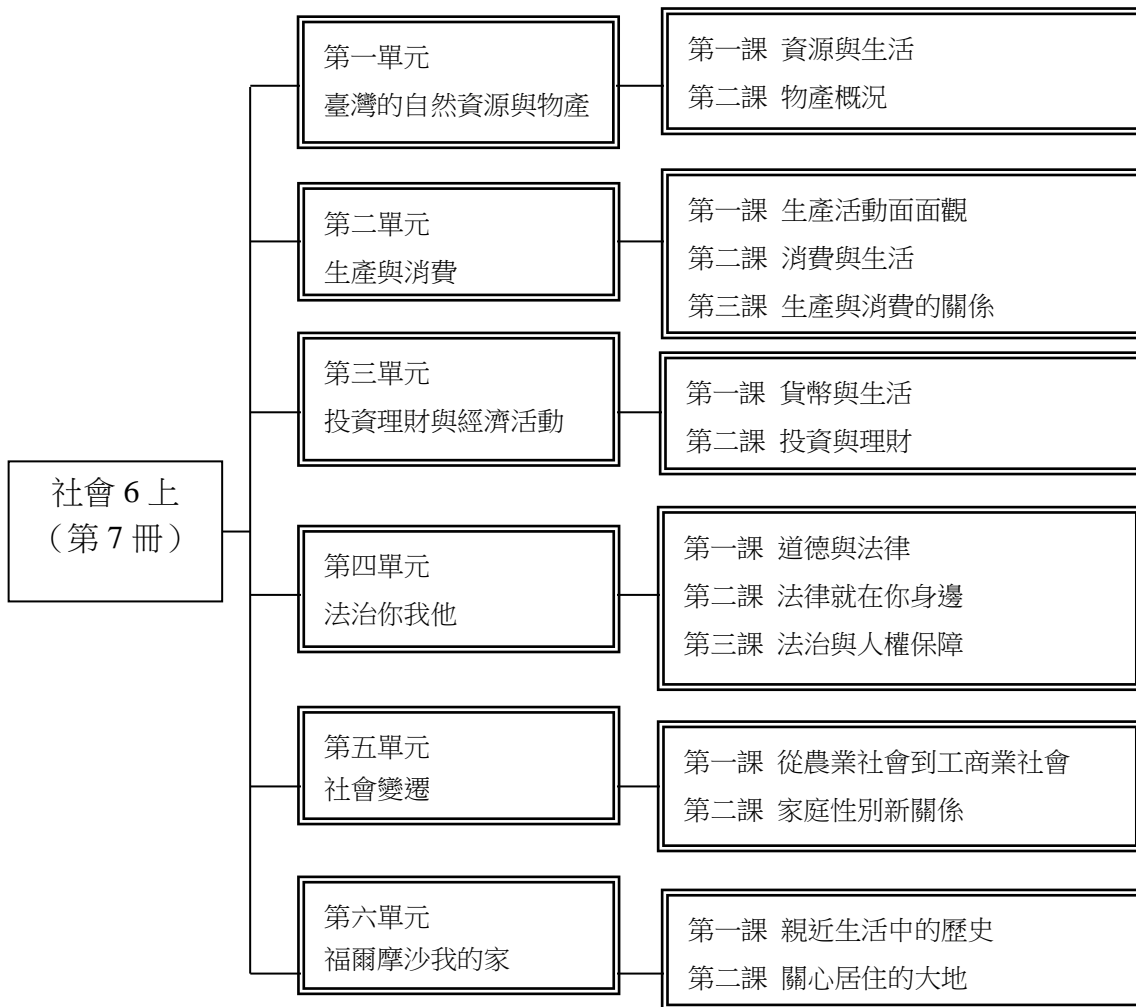 社會 6 上
（第 7 冊）
第一單元
臺灣的自然資源與物產
第一課 資源與生活
第二課 物產概況
第二單元
生產與消費
第一課 生產活動面面觀
第二課 消費與生活
第三課 生產與消費的關係
第三單元
投資理財與經濟活動
第一課 貨幣與生活
第二課 投資與理財
第四單元
法治你我他
第一課 道德與法律
第二課 法律就在你身邊
第三課 法治與人權保障
第五單元
社會變遷
第一課 從農業社會到工商業社會
第二課 家庭性別新關係
第六單元
福爾摩沙我的家
第一課 親近生活中的歷史
第二課 關心居住的大地